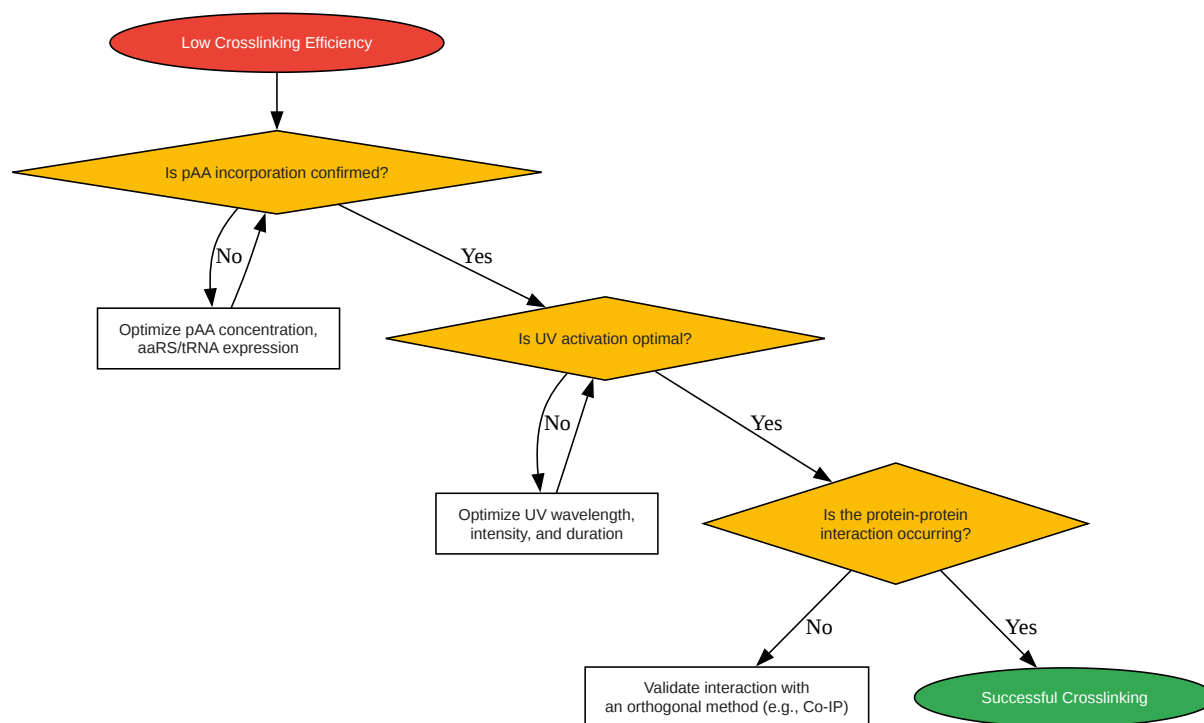 Low Crosslinking Efficiency
Is pAA incorporation confirmed?
No
Yes
Optimize pAA concentration,
aaRS/tRNA expression
Is UV activation optimal?
No
Yes
Optimize UV wavelength,
intensity, and duration
Is the protein-protein
interaction occurring?
No
Yes
Validate interaction with
an orthogonal method (e.g., Co-IP)
Successful Crosslinking